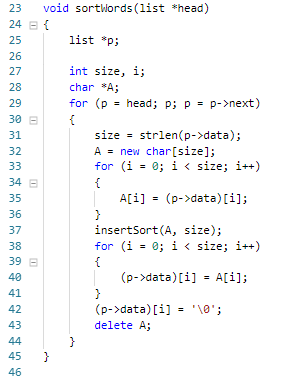 23 void sortWords(list *head)
24 {
25     list *p;
26
27     int size, i;
28     char *A;
29     for (p = head; p; p = p->next)
30     {
31         size = strlen(p->data);
32         A = new char[size];
33         for (i = 0; i < size; i++)
34         {
35             A[i] = (p->data)[i];
36         }
37         insertSort(A, size);
38         for (i = 0; i < size; i++)
39         {
40             (p->data)[i] = A[i];
41         }
42         (p->data)[i] = '\0';
43         delete A;
44     }
45 }
46